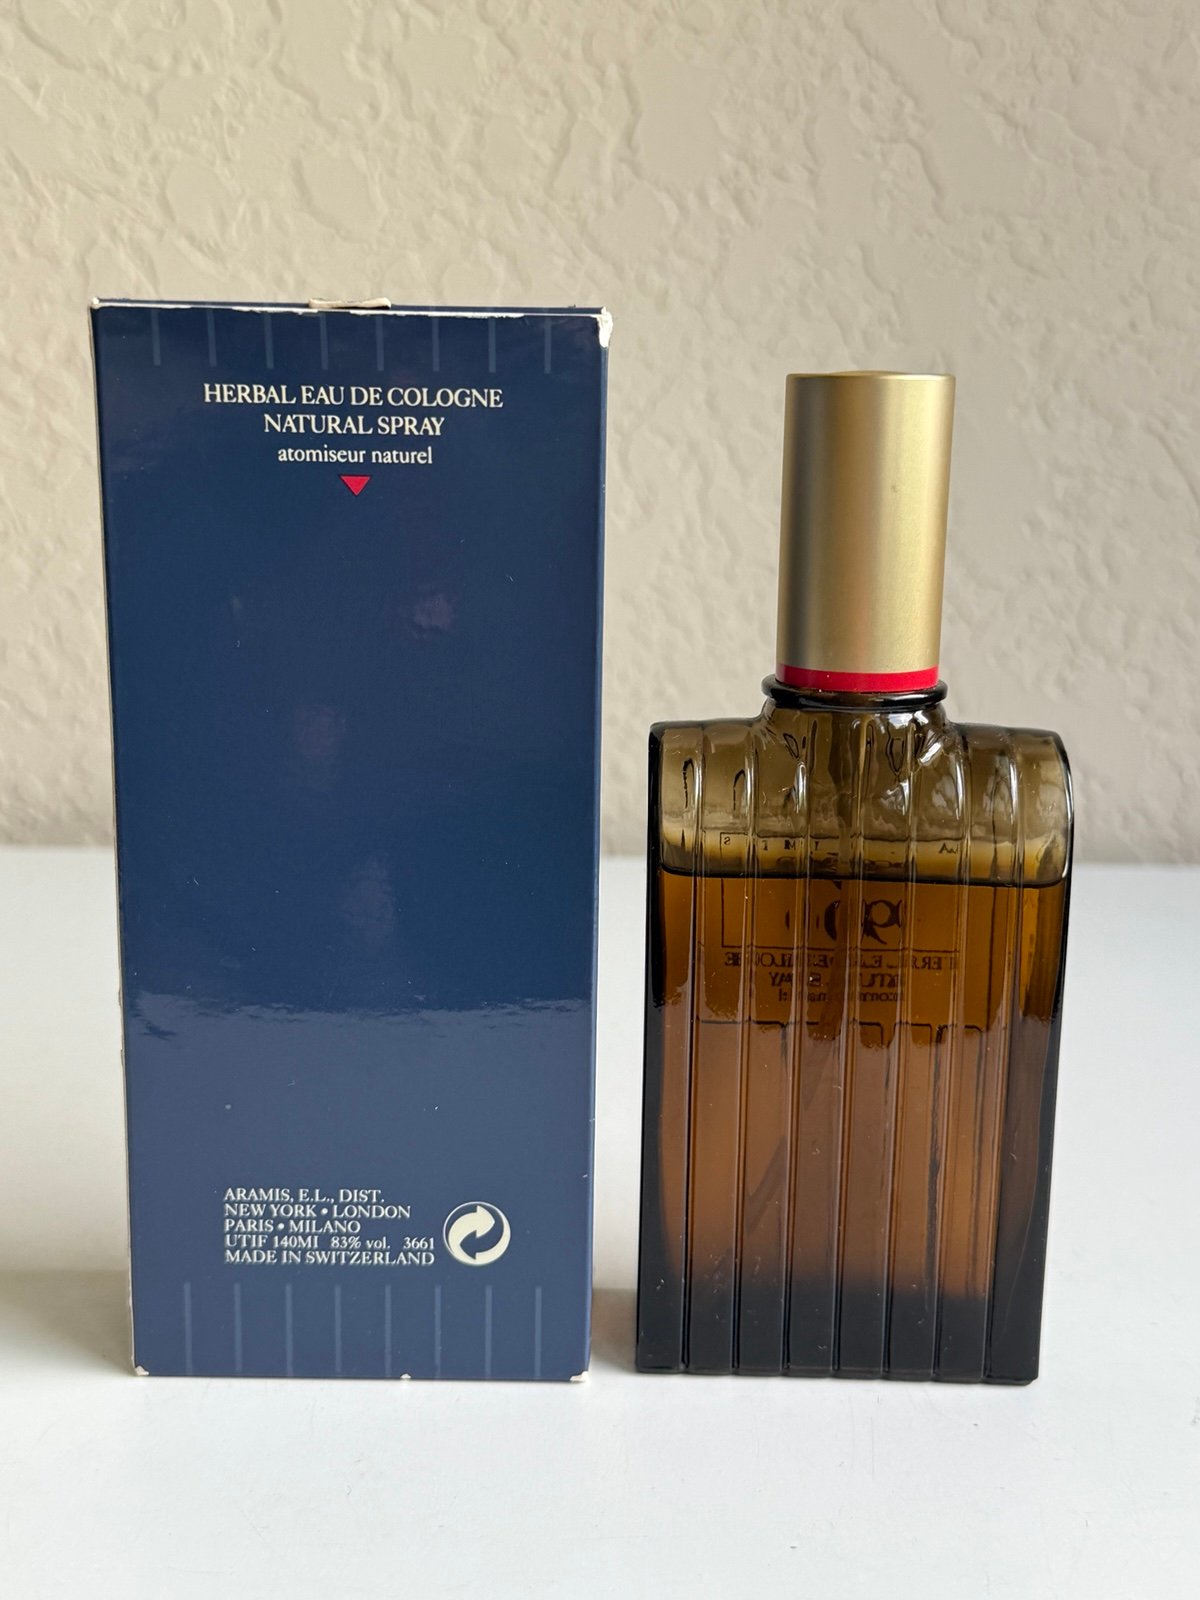 HERBAL EAU DE COLOGNE
NATURAL SPRAY
atomiseur naturel
ARAMIS, E.L., DIST.
NEW YORK • LONDON
PARIS • MILANO
UTIF 140Ml 83% vol. 3661
MADE IN SWITZERLAND